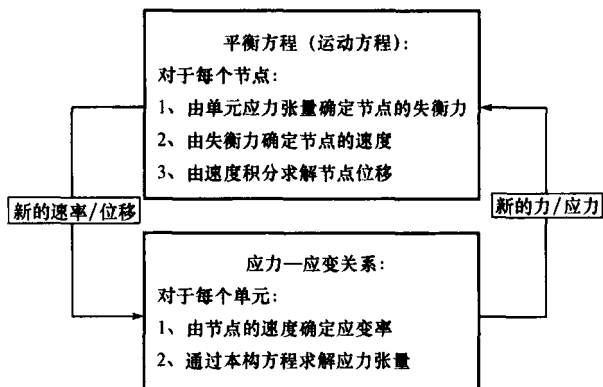 平衡方程（运动方程）：
对于每个节点：
1、由单元应力张量确定节点的失衡力
2、由失衡力确定节点的速度
3、由速度积分求解节点位移
新的速率/位移
新的力/应力
应力—应变关系：
对于每个单元：
1、由节点的速度确定应变率
2、通过本构方程求解应力张量